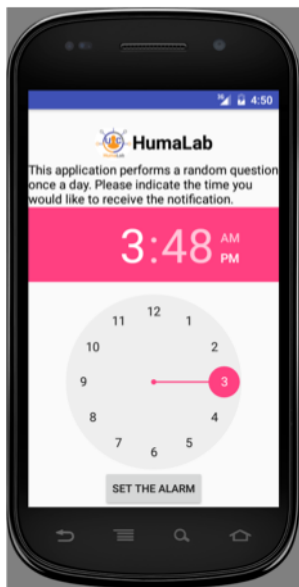 4:50
HumaLab
This application performs a random question
once a day. Please indicate the time you
would like to receive the notification.
3:48 AM
PM
12
11 1
10 2
9 3
8 4
7 5
6
SET THE ALARM